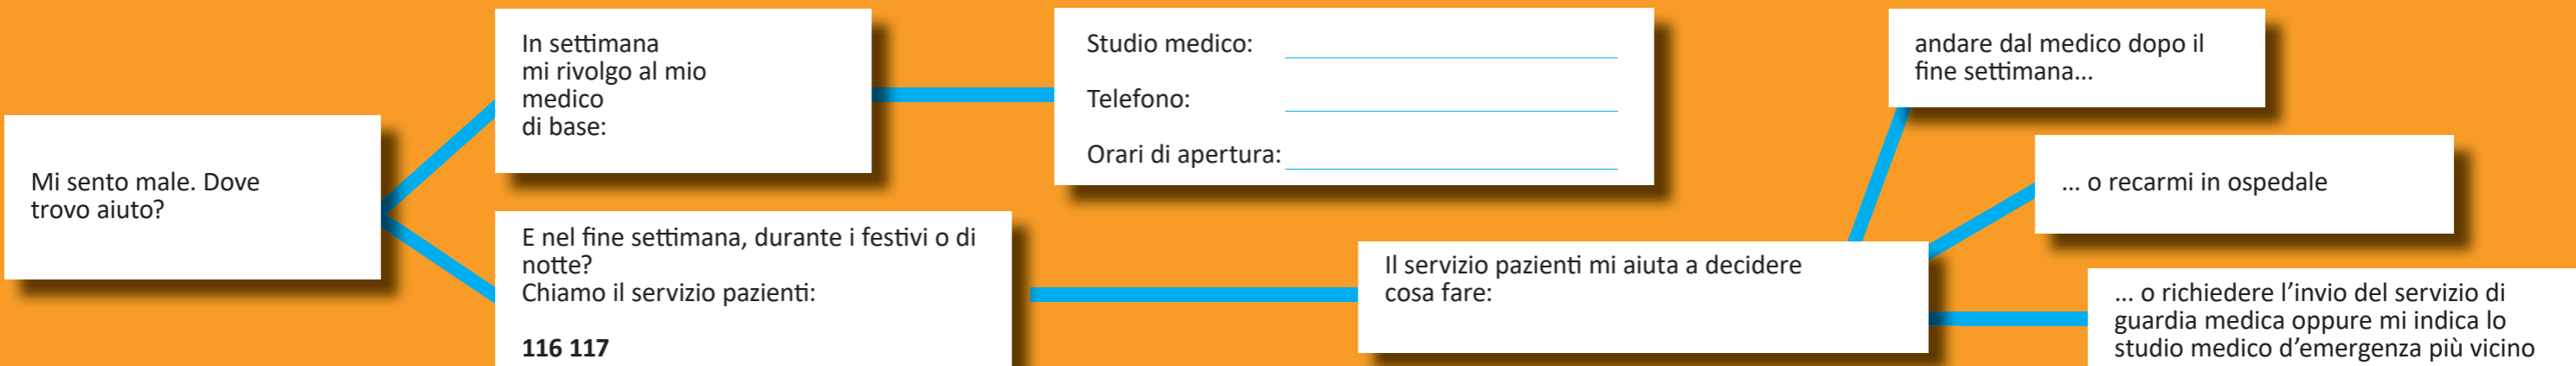 Mi sento male. Dove
trovo aiuto?
In settimana
mi rivolgo al mio
medico
di base:
Studio medico:
Telefono:
Orari di apertura:
E nel fine settimana, durante i festivi o di
notte?
Chiamo il servizio pazienti:
116 117
Il servizio pazienti mi aiuta a decidere
cosa fare:
andare dal medico dopo il
fine settimana...
... o recarmi in ospedale
... o richiedere l’invio del servizio di
guardia medica oppure mi indica lo
studio medico d’emergenza più vicino